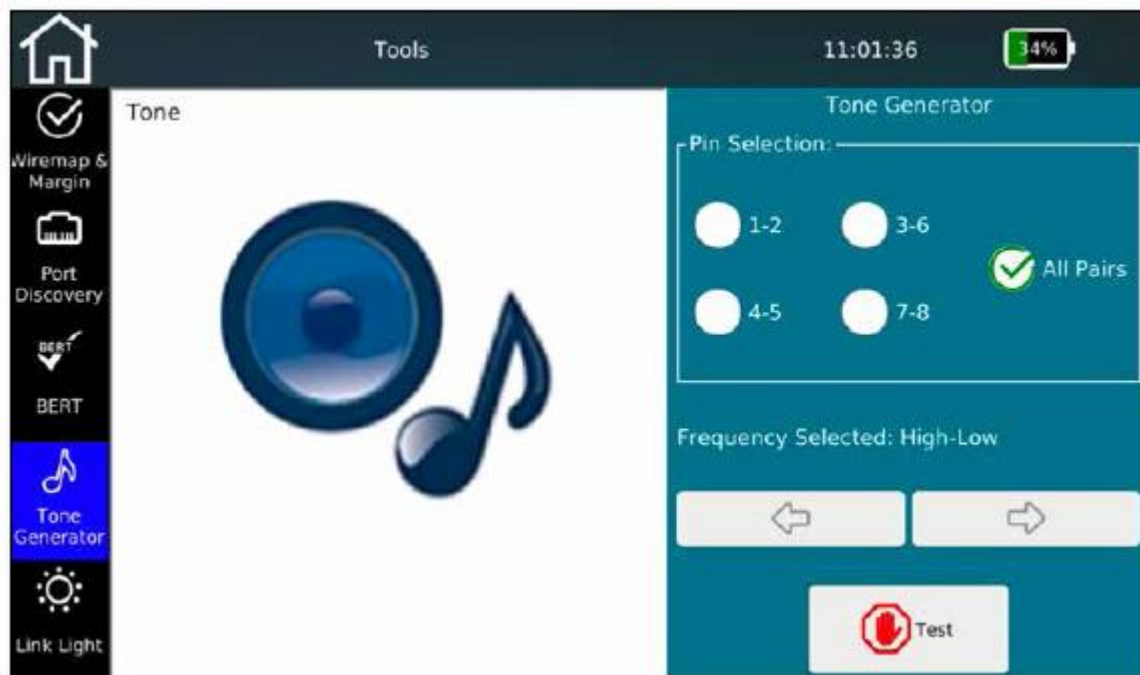 Tools
11:01:36
34%
Wiremap &
Margin
Port
Discovery
BERT
BERT
Tone
Generator
Link Light
Tone
Tone Generator
Pin Selection:
1-2
3-6
All Pairs
4-5
7-8
Frequency Selected: High-Low
Test